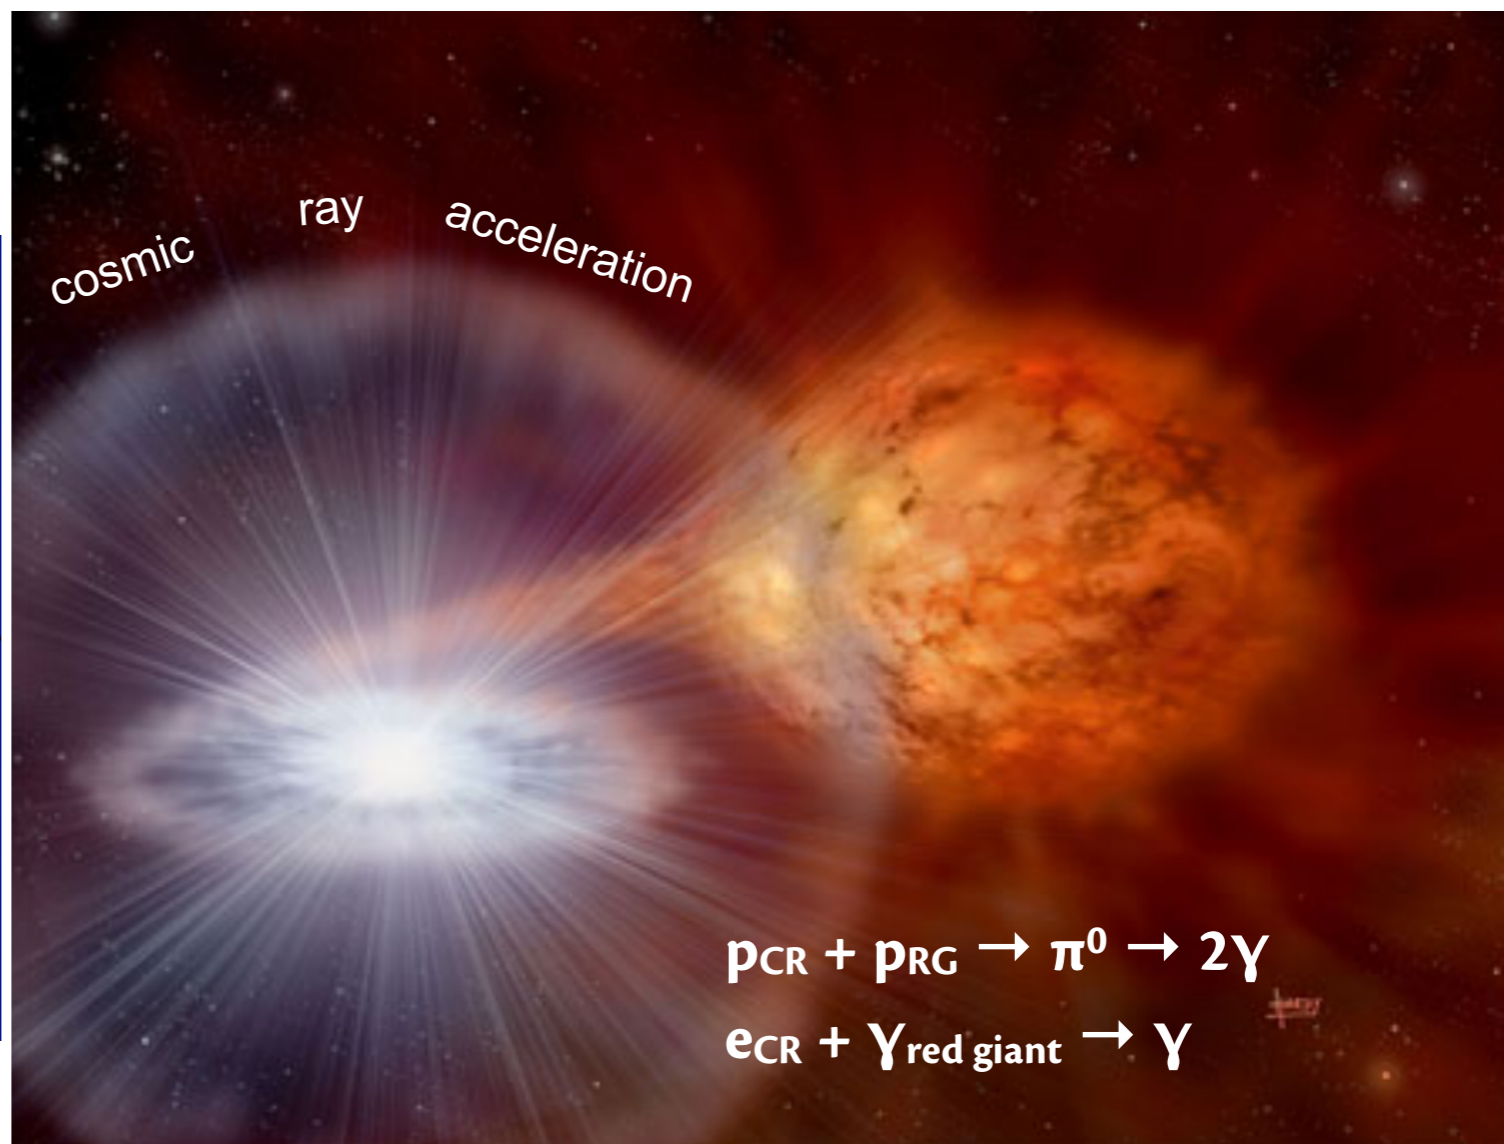 cosmic ray acceleration
pCR + pRG → π⁰ → 2γ
eCR + γred giant → γ